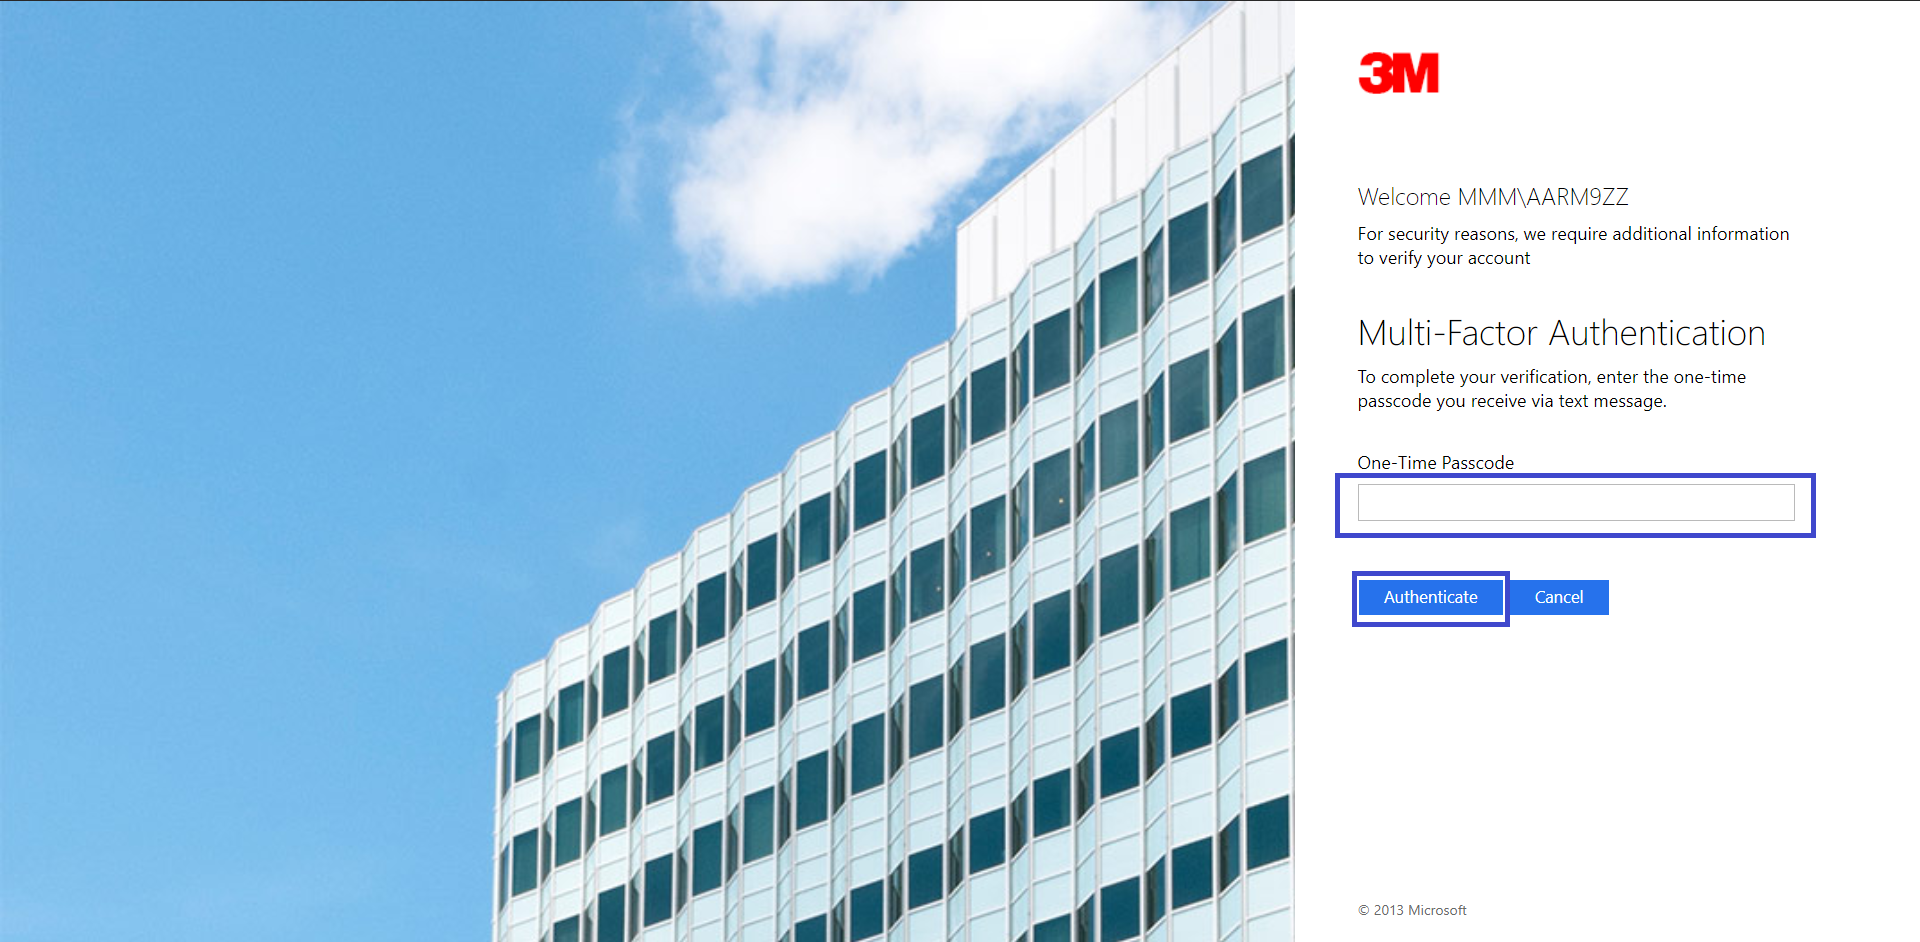 3M
Welcome MMM\AARM9ZZ
For security reasons, we require additional information
to verify your account
Multi-Factor Authentication
To complete your verification, enter the one-time
passcode you receive via text message.
One-Time Passcode
Authenticate Cancel
© 2013 Microsoft